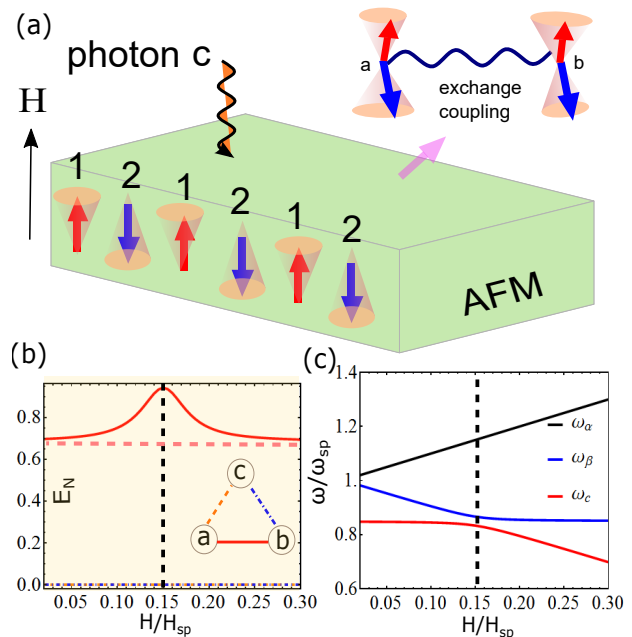 (a)
photon c
H
a
b
exchange
coupling
1 2 1 2 1 2
AFM
(b)
E_N
0.8
0.6
0.4
0.2
0.0
c
a b
0.05 0.10 0.15 0.20 0.25 0.30
H/H_sp
(c)
ω/ω_sp
1.4
1.2
1
0.8
0.6
ω_α
ω_β
ω_c
0.05 0.10 0.15 0.20 0.25 0.30
H/H_sp